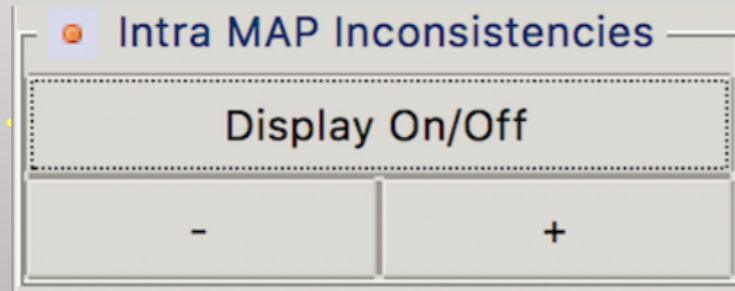 Intra MAP Inconsistencies
Display On/Off
- +